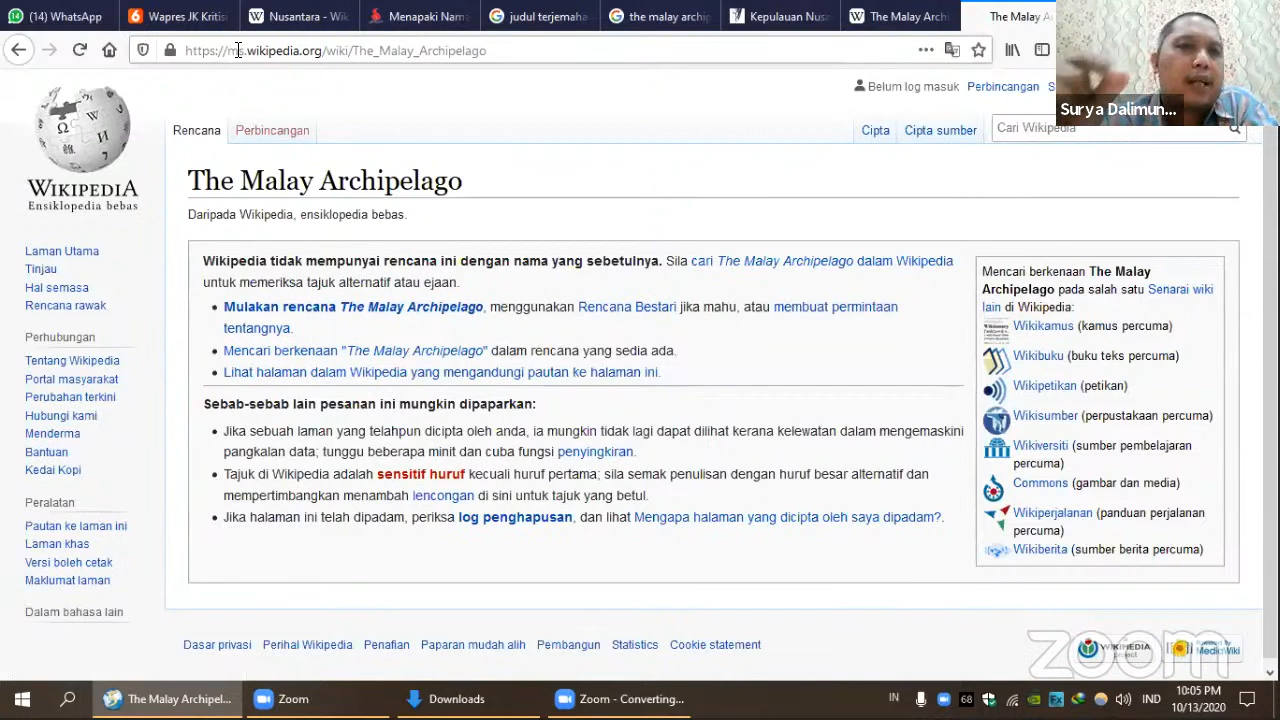 (14) WhatsApp
Wapres JK Kritisi
Nusantara - Wik
Menapaki Nama
judul terjemaha
the malay archip
Kepulauan Nusa
The Malay Archi
The Malay A
https://ms.wikipedia.org/wiki/The_Malay_Archipelago
Surya Dalimun...
Belum log masuk
Perbincangan
WIKIPEDIA
Ensiklopedia bebas
Rencana
Perbincangan
Cipta
Cipta sumber
Cari Wikipedia
The Malay Archipelago
Daripada Wikipedia, ensiklopedia bebas.
Laman Utama
Tinjau
Hal semasa
Rencana rawak
Perhubungan
Tentang Wikipedia
Portal masyarakat
Perubahan terkini
Hubungi kami
Menderma
Bantuan
Kedai Kopi
Peralatan
Pautan ke laman ini
Laman khas
Versi boleh cetak
Maklumat laman
Dalam bahasa lain
Wikipedia tidak mempunyai rencana ini dengan nama yang sebetulnya. Sila cari The Malay Archipelago dalam Wikipedia
untuk memeriksa tajuk alternatif atau ejaan.
Mulakan rencana The Malay Archipelago, menggunakan Rencana Bestari jika mahu, atau membuat permintaan
tentangnya.
Mencari berkenaan "The Malay Archipelago" dalam rencana yang sedia ada.
Lihat halaman dalam Wikipedia yang mengandungi pautan ke halaman ini.
Sebab-sebab lain pesanan ini mungkin dipaparkan:
Jika sebuah laman yang telahpun dicipta oleh anda, ia mungkin tidak lagi dapat dilihat kerana kelewatan dalam mengemaskini
pangkalan data; tunggu beberapa minit dan cuba fungsi penyingkiran.
Tajuk di Wikipedia adalah sensitif huruf kecuali huruf pertama; sila semak penulisan dengan huruf besar alternatif dan
mempertimbangkan menambah lencongan di sini untuk tajuk yang betul.
Jika halaman ini telah dipadam, periksa log penghapusan, dan lihat Mengapa halaman yang dicipta oleh saya dipadam?.
Mencari berkenaan The Malay
Archipelago pada salah satu Senarai wiki
lain di Wikipedia:
Wikikamus (kamus percuma)
Wikibuku (buku teks percuma)
Wikipetikan (petikan)
Wikisumber (perpustakaan percuma)
Wikiversiti (sumber pembelajaran
percuma)
Commons (gambar dan media)
Wikiperjalanan (panduan perjalanan
percuma)
Wikiberita (sumber berita percuma)
Dasar privasi
Perihal Wikipedia
Penafian
Paparan mudah alih
Pembangun
Statistics
Cookie statement
zoom
The Malay Archipel...
Zoom
Downloads
Zoom - Converting...
IN
68
IND
10:05 PM
10/13/2020